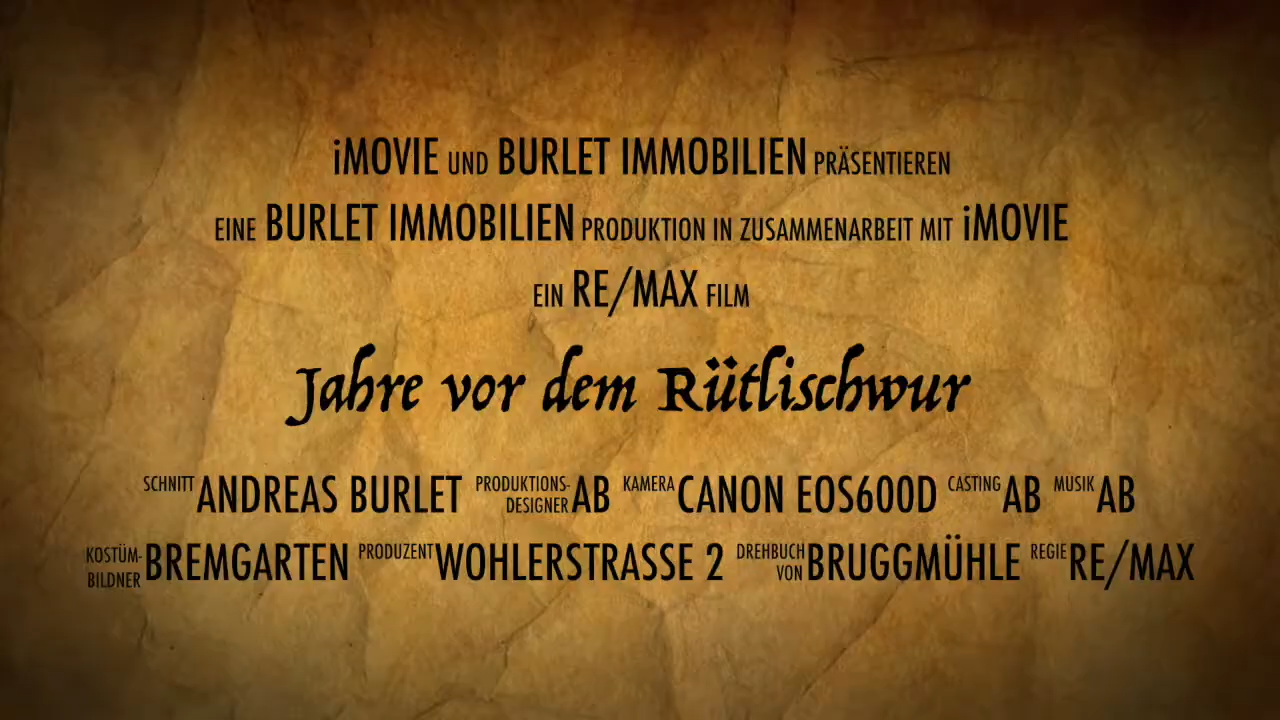 iMOVIE UND BURLET IMMOBILIEN PRÄSENTIEREN
EINE BURLET IMMOBILIEN PRODUKTION IN ZUSAMMENARBEIT MIT iMOVIE
EIN RE/MAX FILM
Jahre vor dem Rütlischwur
SCHNITT ANDREAS BURLET PRODUKTIONS-DESIGNER AB KAMERA CANON EOS600D CASTING AB MUSIK AB
KOSTÜM-BILDNER BREMGARTEN PRODUZENT WOHLERSTRASSE 2 DREHBUCH VON BRUGGMÜHLE REGIE RE/MAX